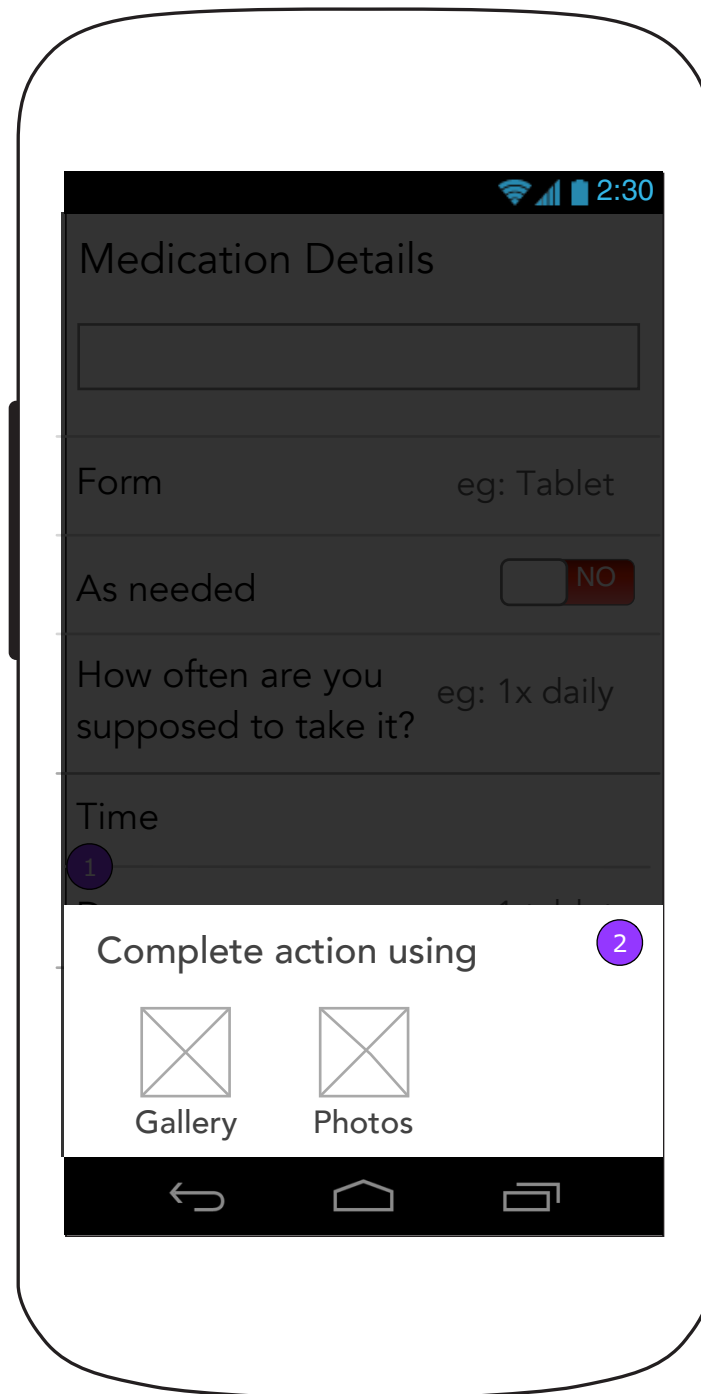 2:30
Medication Details
Form eg: Tablet
As needed NO
How often are you
supposed to take it? eg: 1x daily
Time
1
Complete action using 2
Gallery Photos